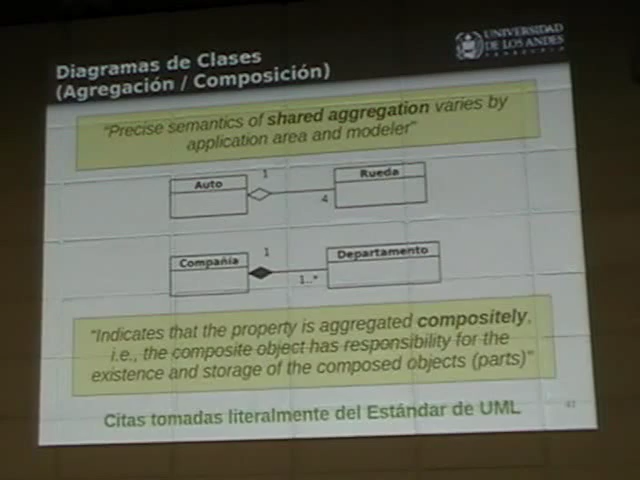 Diagramas de Clases
(Agregación / Composición)
UNIVERSIDAD
DE LOS ANDES
"Precise semantics of shared aggregation varies by
application area and modeler"
Auto
1
4
Rueda
Compañía
1
1..*
Departamento
"Indicates that the property is aggregated compositely,
i.e., the composite object has responsibility for the
existence and storage of the composed objects (parts)"
Citas tomadas literalmente del Estándar de UML